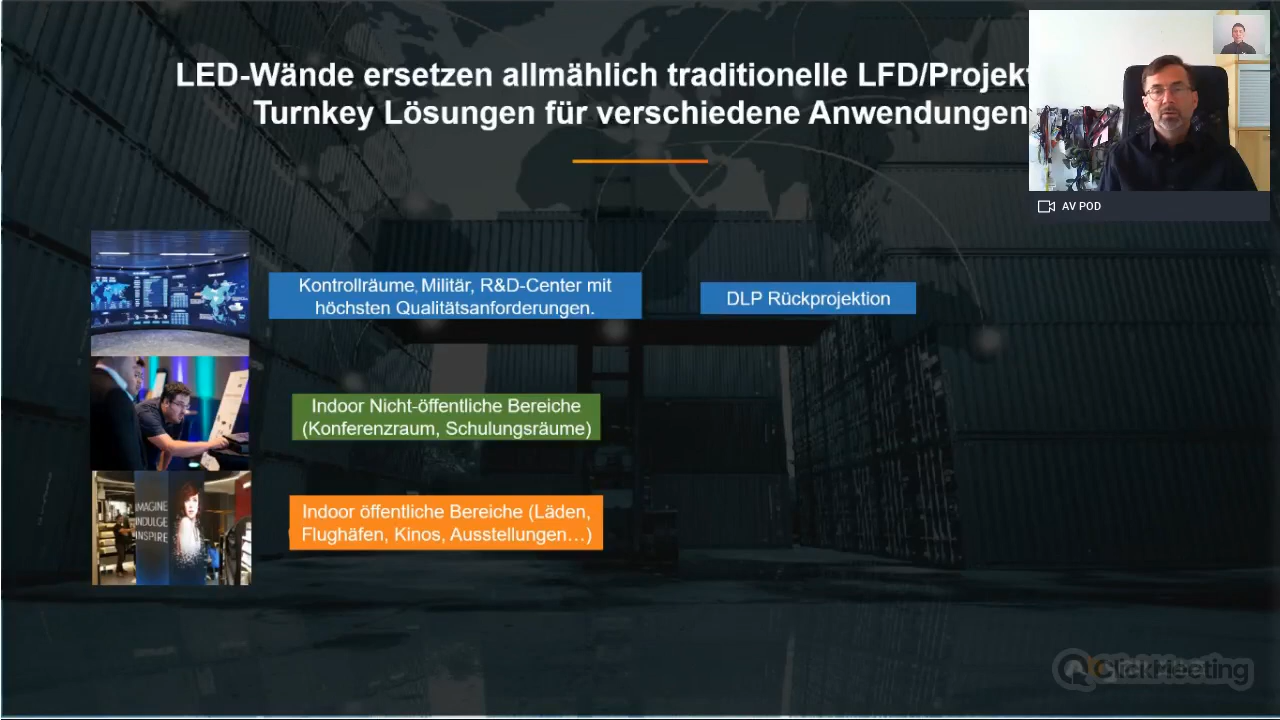 LED-Wände ersetzen allmählich traditionelle LFD/Projekt
Turnkey Lösungen für verschiedene Anwendungen
AV POD
Kontrollräume, Militär, R&D-Center mit
höchsten Qualitätsanforderungen.
DLP Rückprojektion
Indoor Nicht-öffentliche Bereiche
(Konferenzraum, Schulungsräume)
IMAGINE
INDULGE
INSPIRE
Indoor öffentliche Bereiche (Läden,
Flughäfen, Kinos, Ausstellungen…)
ClickMeeting